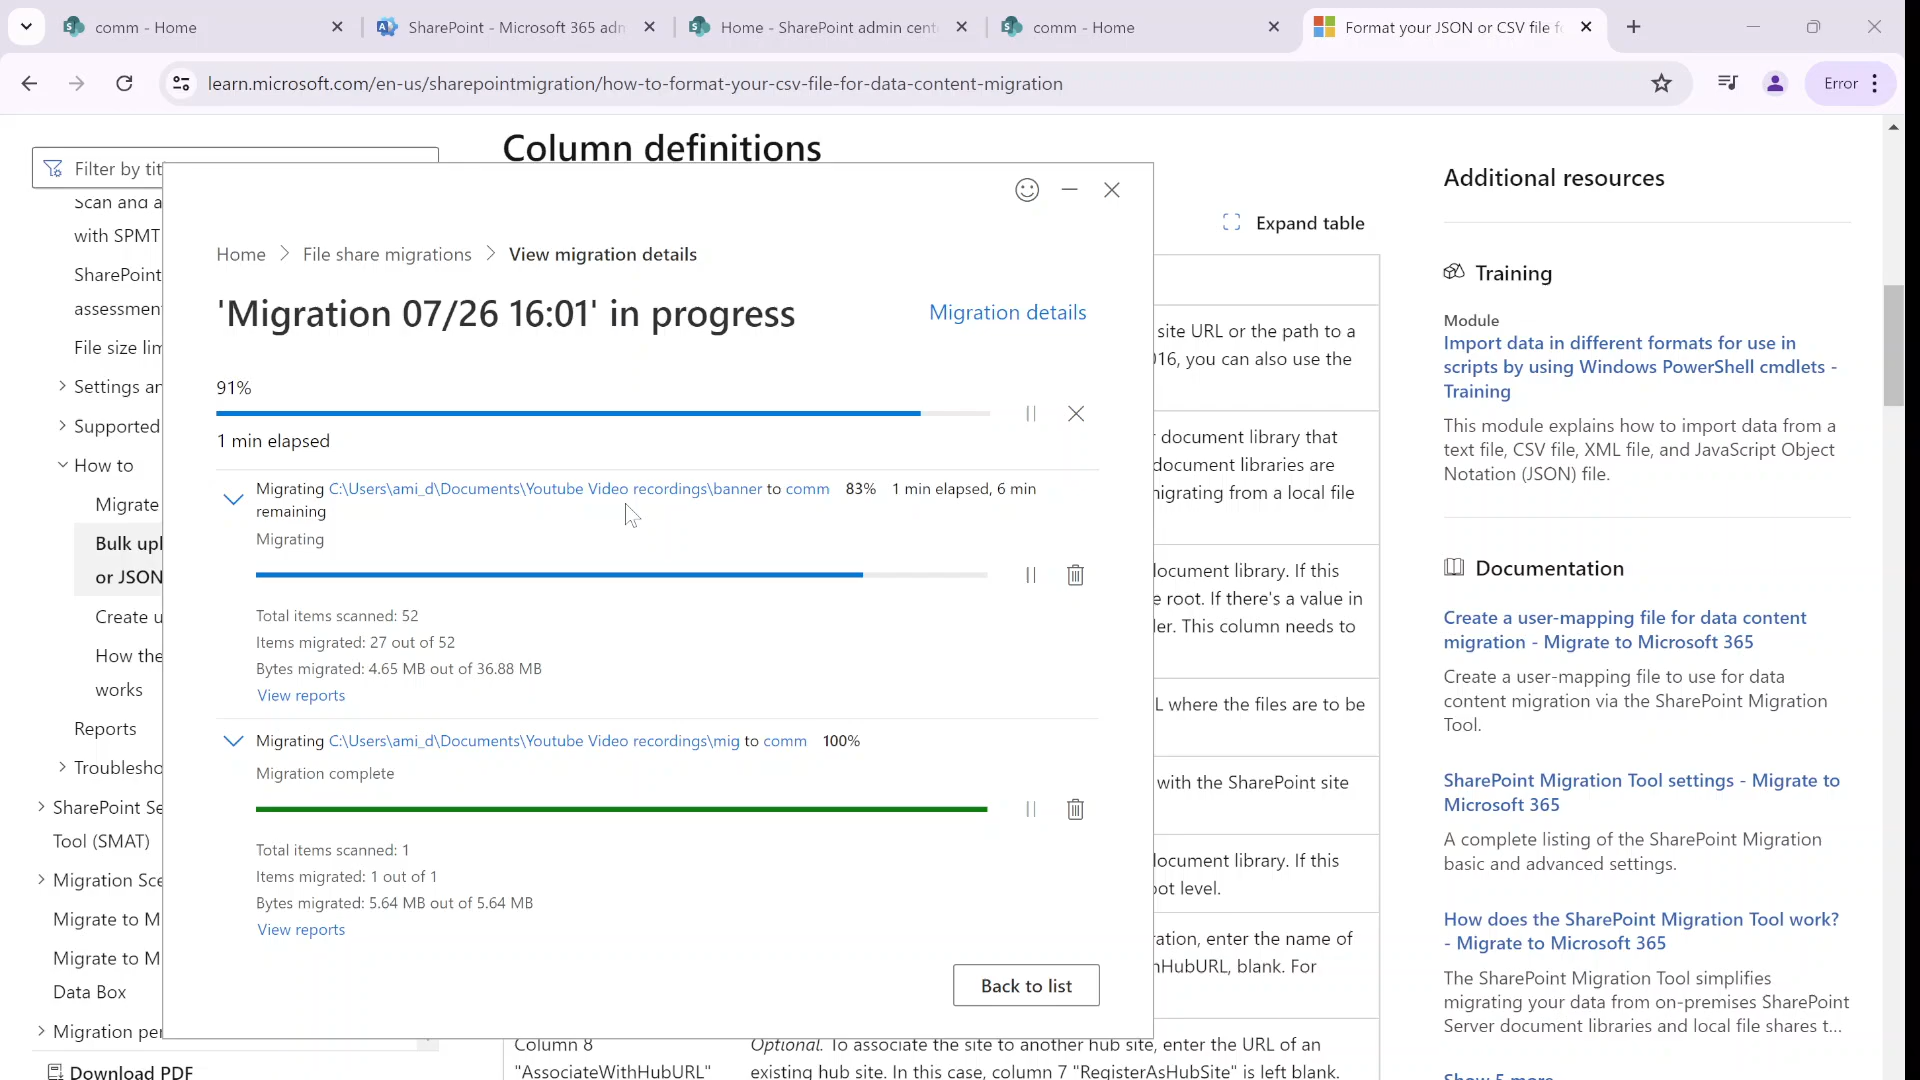 comm - Home
SharePoint - Microsoft 365 adm
Home - SharePoint admin cent
comm - Home
Format your JSON or CSV file f
learn.microsoft.com/en-us/sharepointmigration/how-to-format-your-csv-file-for-data-content-migration
Error
Filter by tit
Scan and a
with SPMT
SharePoint
assessmen
File size lim
Settings an
Supported
How to
Migrate
Bulk upl
or JSON
Create u
How the
works
Reports
Troublesho
SharePoint Se
Tool (SMAT)
Migration Sce
Migrate to M
Migrate to M
Data Box
Migration per
Download PDF
Column definitions
Expand table
Home > File share migrations > View migration details
'Migration 07/26 16:01' in progress
Migration details
91%
1 min elapsed
Migrating C:\Users\ami_d\Documents\Youtube Video recordings\banner to comm 83% 1 min elapsed, 6 min
remaining
Migrating
Total items scanned: 52
Items migrated: 27 out of 52
Bytes migrated: 4.65 MB out of 36.88 MB
View reports
Migrating C:\Users\ami_d\Documents\Youtube Video recordings\mig to comm 100%
Migration complete
Total items scanned: 1
Items migrated: 1 out of 1
Bytes migrated: 5.64 MB out of 5.64 MB
View reports
Back to list
site URL or the path to a
016, you can also use the
document library that
document libraries are
migrating from a local file
document library. If this
e root. If there's a value in
ler. This column needs to
L where the files are to be
with the SharePoint site
document library. If this
oot level.
ration, enter the name of
hHubURL, blank. For
Column 8
"AssociateWithHubURL"
Optional. To associate the site to another hub site, enter the URL of an
existing hub site. In this case, column 7 "RegisterAsHubSite" is left blank.
Additional resources
Training
Module
Import data in different formats for use in
scripts by using Windows PowerShell cmdlets -
Training
This module explains how to import data from a
text file, CSV file, XML file, and JavaScript Object
Notation (JSON) file.
Documentation
Create a user-mapping file for data content
migration - Migrate to Microsoft 365
Create a user-mapping file to use for data
content migration via the SharePoint Migration
Tool.
SharePoint Migration Tool settings - Migrate to
Microsoft 365
A complete listing of the SharePoint Migration
basic and advanced settings.
How does the SharePoint Migration Tool work?
- Migrate to Microsoft 365
The SharePoint Migration Tool simplifies
migrating your data from on-premises SharePoint
Server document libraries and local file shares t...
Show 5 more